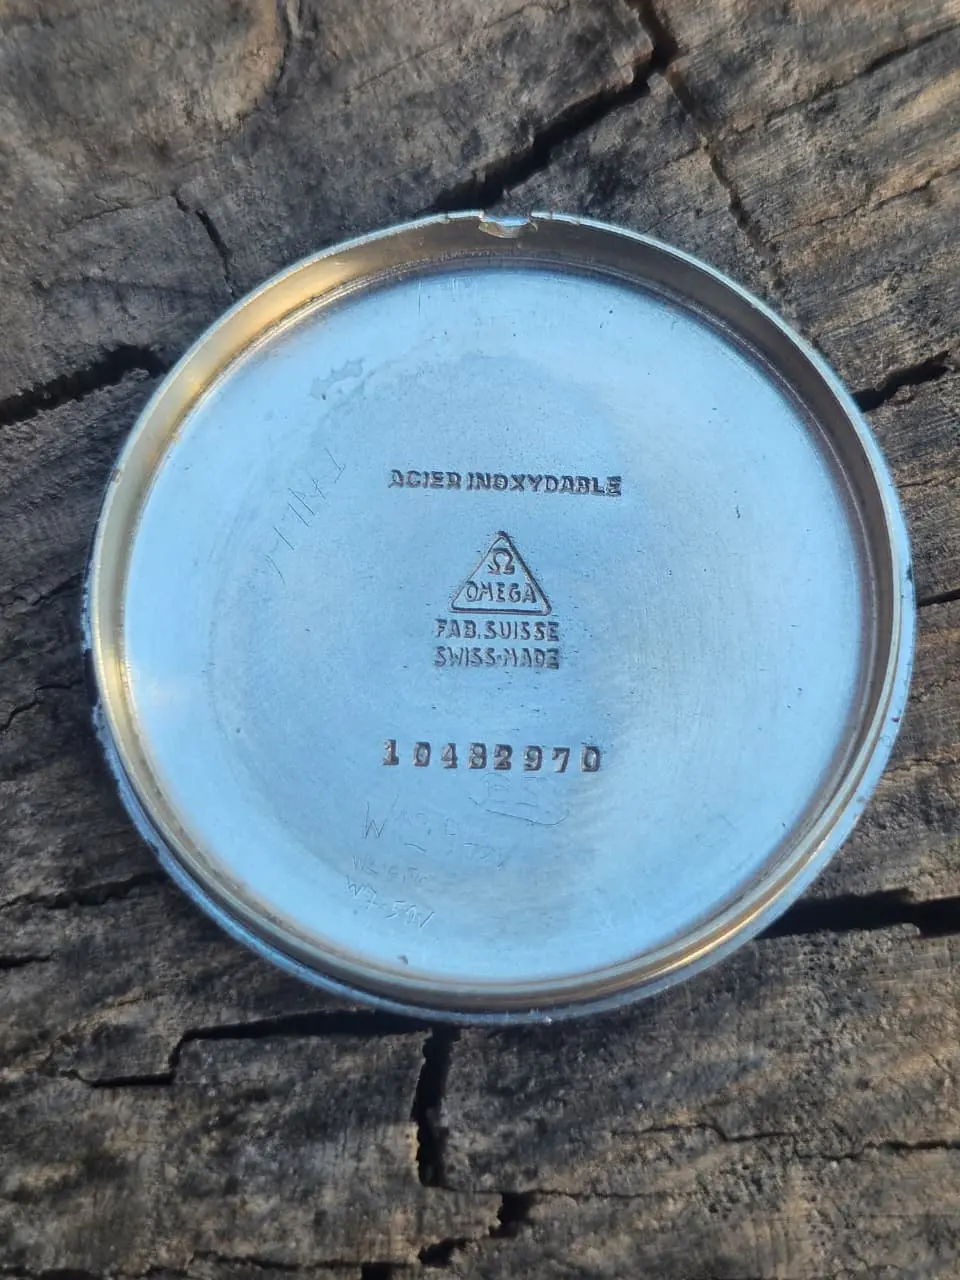 ACIER INOXYDABLE
Ω
OMEGA
FAB. SUISSE
SWISS-MADE
10482970